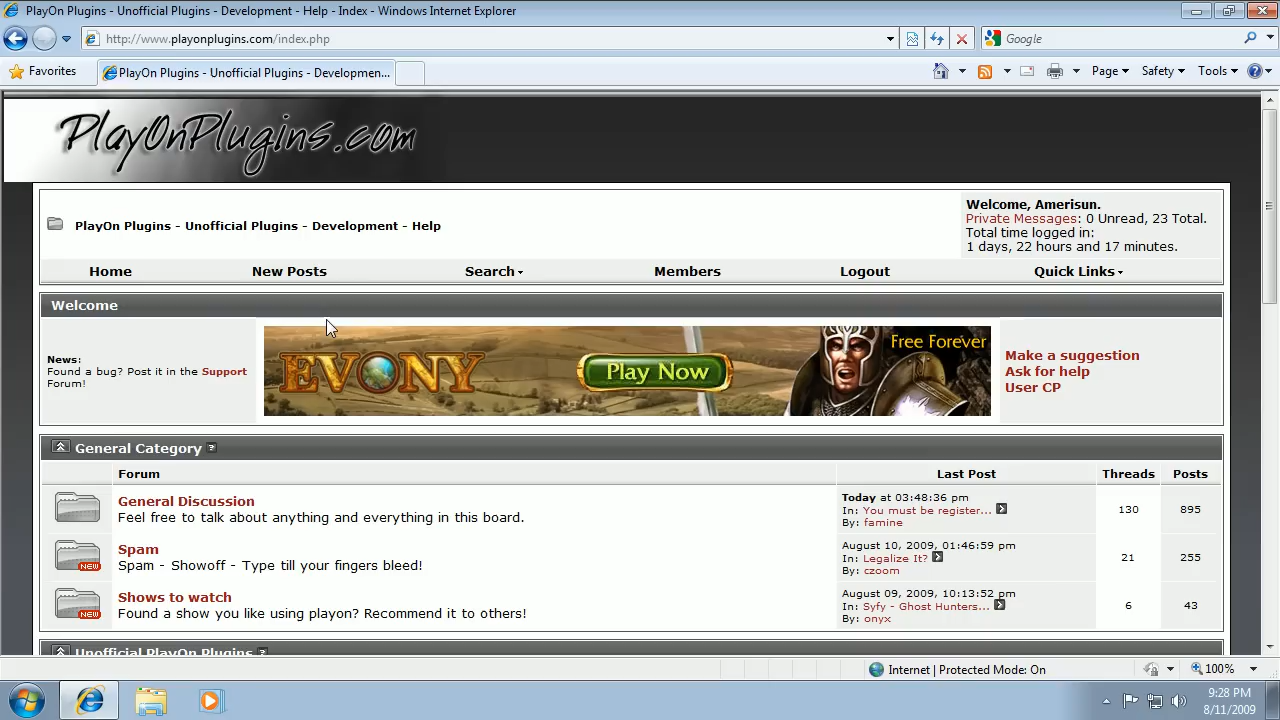 PlayOn Plugins - Unofficial Plugins - Development - Help - Index - Windows Internet Explorer
http://www.playonplugins.com/index.php
Google
Favorites
PlayOn Plugins - Unofficial Plugins - Developmen...
Page
Safety
Tools
PlayOnPlugins.com
PlayOn Plugins - Unofficial Plugins - Development - Help
Welcome, Amerisun.
Private Messages: 0 Unread, 23 Total.
Total time logged in:
1 days, 22 hours and 17 minutes.
Home
New Posts
Search
Members
Logout
Quick Links
Welcome
News:
Found a bug? Post it in the Support
Forum!
EVONY
Play Now
Free Forever
Make a suggestion
Ask for help
User CP
General Category ?
Forum
Last Post
Threads
Posts
General Discussion
Feel free to talk about anything and everything in this board.
Today at 03:48:36 pm
In: You must be register...
By: famine
130
895
NEW
Spam
Spam - Showoff - Type till your fingers bleed!
August 10, 2009, 01:46:59 pm
In: Legalize It?
By: czoom
21
255
NEW
Shows to watch
Found a show you like using playon? Recommend it to others!
August 09, 2009, 10:13:52 pm
In: Syfy - Ghost Hunters...
By: onyx
6
43
Unofficial PlayOn Plugins ?
Internet | Protected Mode: On
100%
9:28 PM
8/11/2009